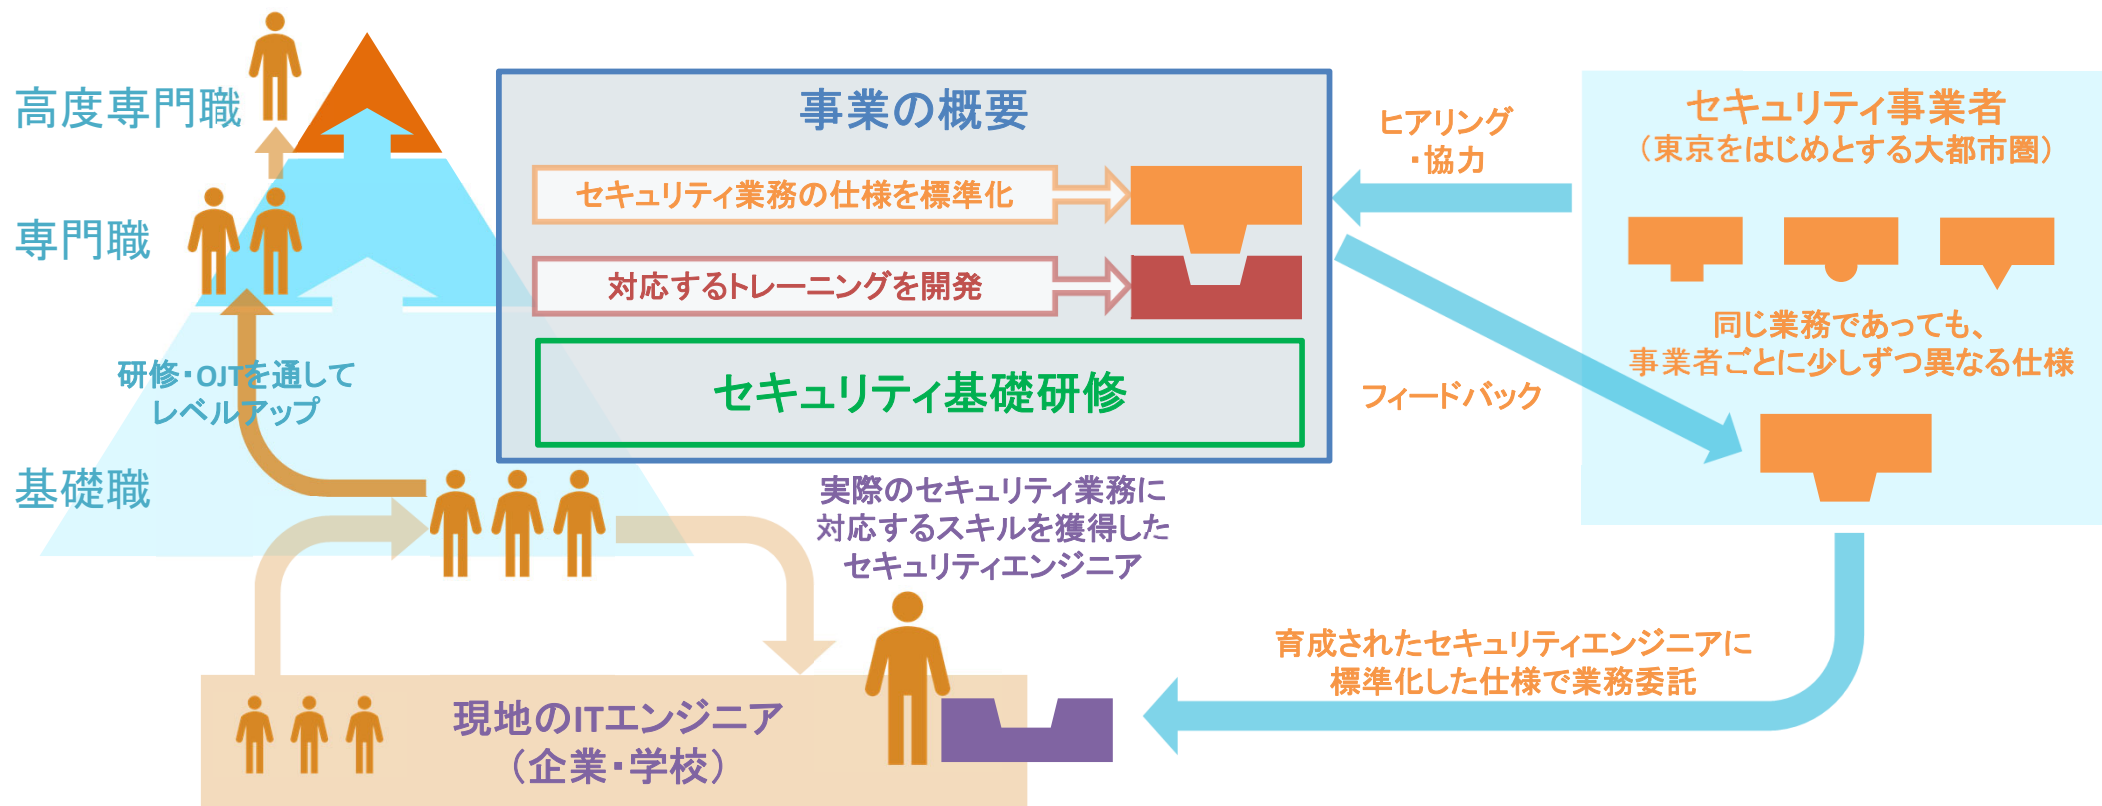 高度専門職
専門職
研修・OJTを通して
レベルアップ
基礎職
事業の概要
セキュリティ業務の仕様を標準化
対応するトレーニングを開発
セキュリティ基礎研修
ヒアリング
・協力
フィードバック
セキュリティ事業者
（東京をはじめとする大都市圏）
同じ業務であっても、
事業者ごとに少しずつ異なる仕様
実際のセキュリティ業務に
対応するスキルを獲得した
セキュリティエンジニア
育成されたセキュリティエンジニアに
標準化した仕様で業務委託
現地のITエンジニア
（企業・学校）